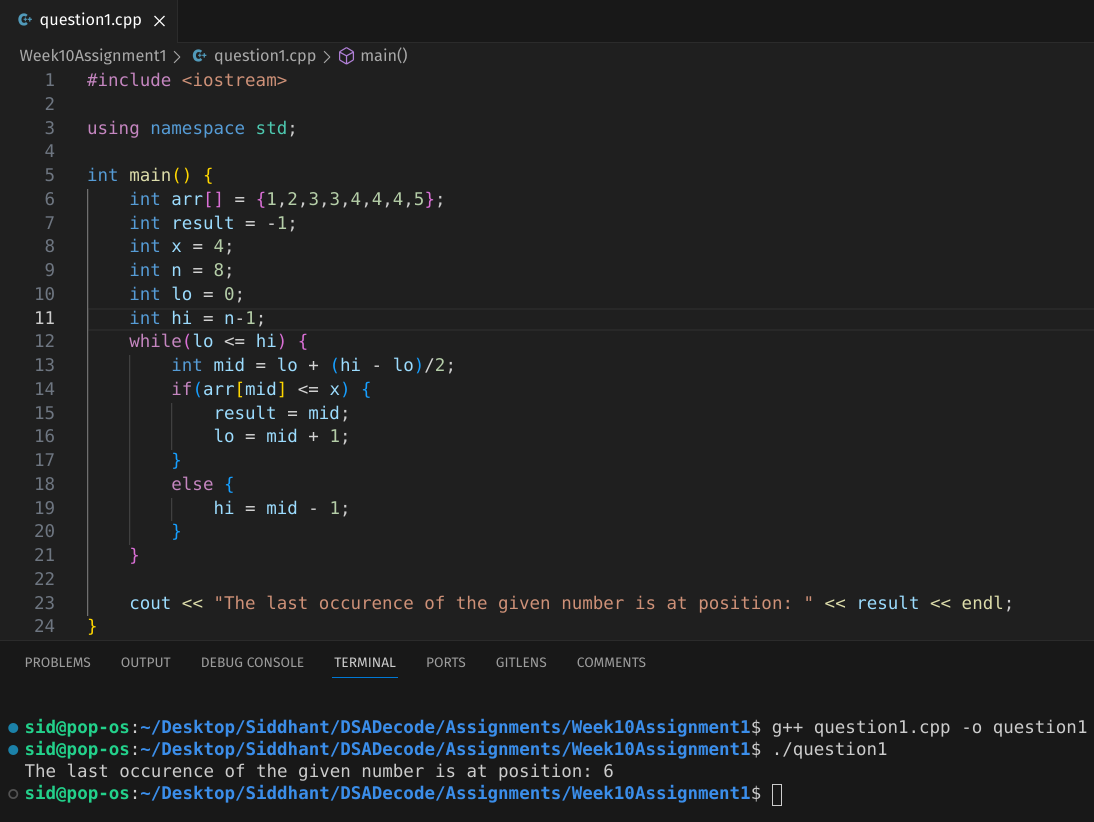 question1.cpp ×
Week10Assignment1 > question1.cpp > main()
1 #include <iostream>
2
3 using namespace std;
4
5 int main() {
6     int arr[] = {1,2,3,3,4,4,4,5};
7     int result = -1;
8     int x = 4;
9     int n = 8;
10     int lo = 0;
11     int hi = n-1;
12     while(lo <= hi) {
13         int mid = lo + (hi - lo)/2;
14         if(arr[mid] <= x) {
15             result = mid;
16             lo = mid + 1;
17         }
18         else {
19             hi = mid - 1;
20         }
21     }
22
23     cout << "The last occurence of the given number is at position: " << result << endl;
24 }
PROBLEMS OUTPUT DEBUG CONSOLE TERMINAL PORTS GITLENS COMMENTS
sid@pop-os:~/Desktop/Siddhant/DSADecode/Assignments/Week10Assignment1$ g++ question1.cpp -o question1
sid@pop-os:~/Desktop/Siddhant/DSADecode/Assignments/Week10Assignment1$ ./question1
The last occurence of the given number is at position: 6
sid@pop-os:~/Desktop/Siddhant/DSADecode/Assignments/Week10Assignment1$